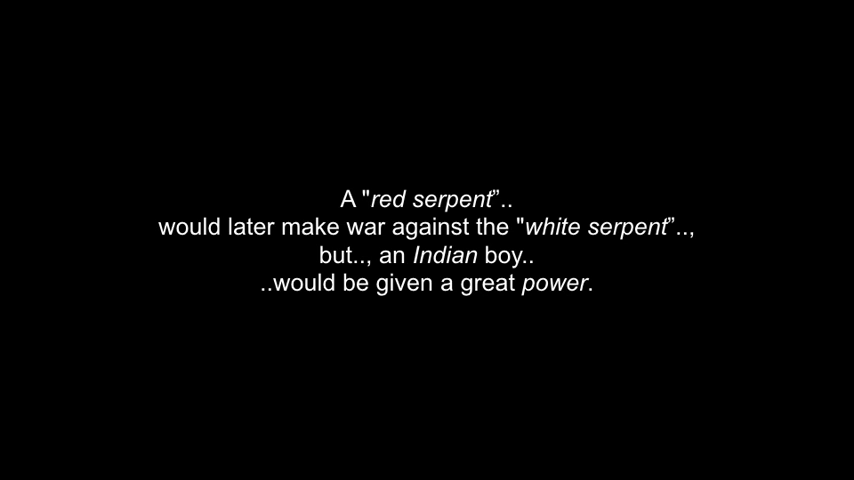 A "red serpent”..
would later make war against the "white serpent”..,
but.., an Indian boy..
..would be given a great power.